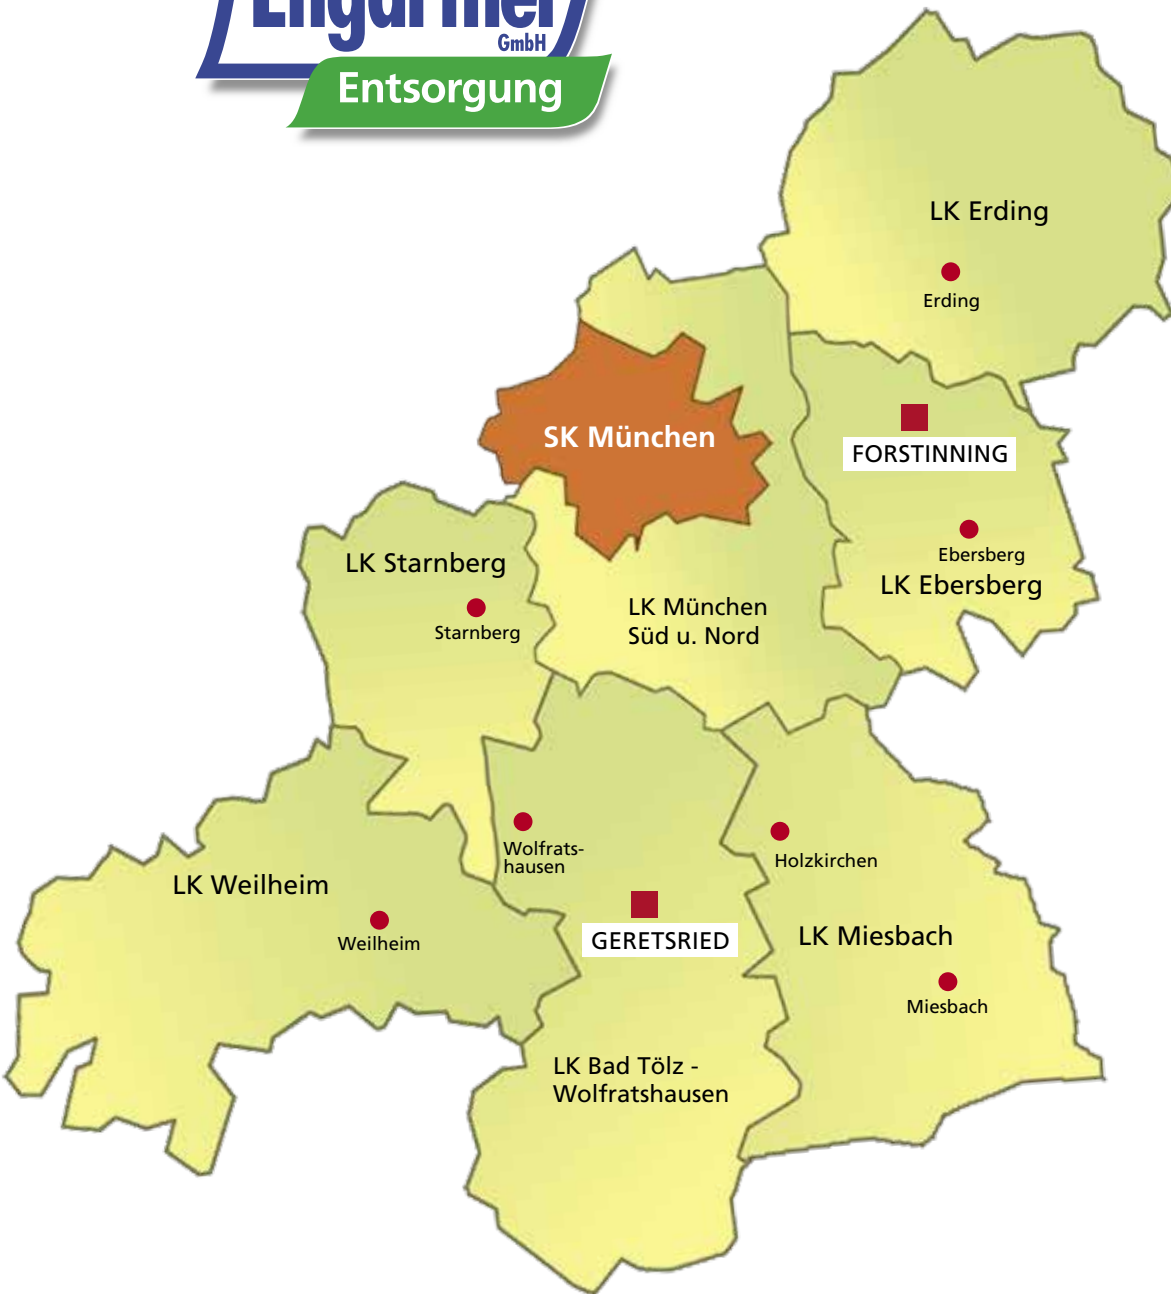 GmbH
Entsorgung
LK Erding
Erding
SK München
FORSTINNING
Ebersberg
LK Ebersberg
LK Starnberg
Starnberg
LK München
Süd u. Nord
Wolfrats-
hausen
Holzkirchen
LK Weilheim
Weilheim
GERETSRIED
LK Miesbach
Miesbach
LK Bad Tölz -
Wolfratshausen